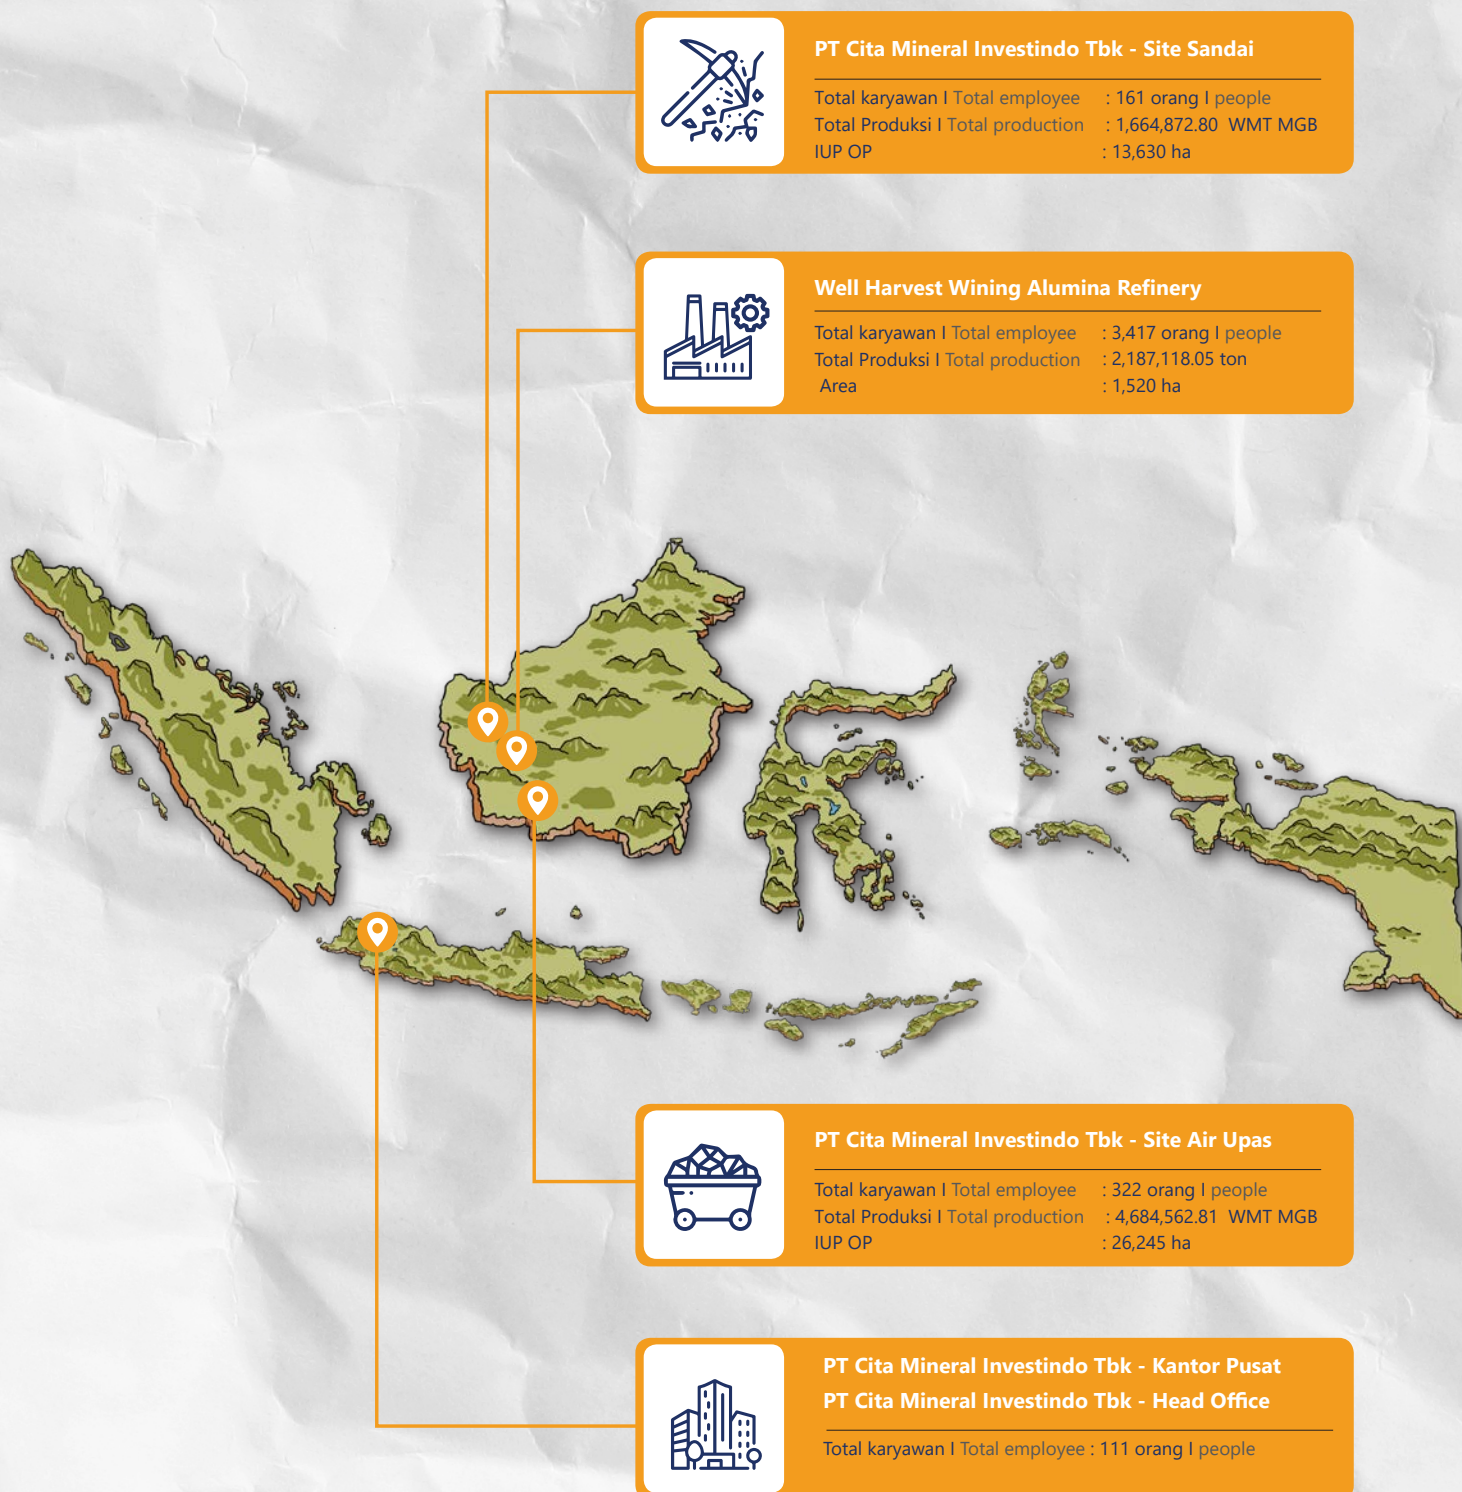 PT Cita Mineral Investindo Tbk - Site Sandai
Total karyawan I Total employee : 161 orang I people
Total Produksi I Total production : 1,664,872.80 WMT MGB
IUP OP : 13,630 ha
Well Harvest Wining Alumina Refinery
Total karyawan I Total employee : 3,417 orang I people
Total Produksi I Total production : 2,187,118.05 ton
Area : 1,520 ha
PT Cita Mineral Investindo Tbk - Site Air Upas
Total karyawan I Total employee : 322 orang I people
Total Produksi I Total production : 4,684,562.81 WMT MGB
IUP OP : 26,245 ha
PT Cita Mineral Investindo Tbk - Kantor Pusat
PT Cita Mineral Investindo Tbk - Head Office
Total karyawan I Total employee : 111 orang I people